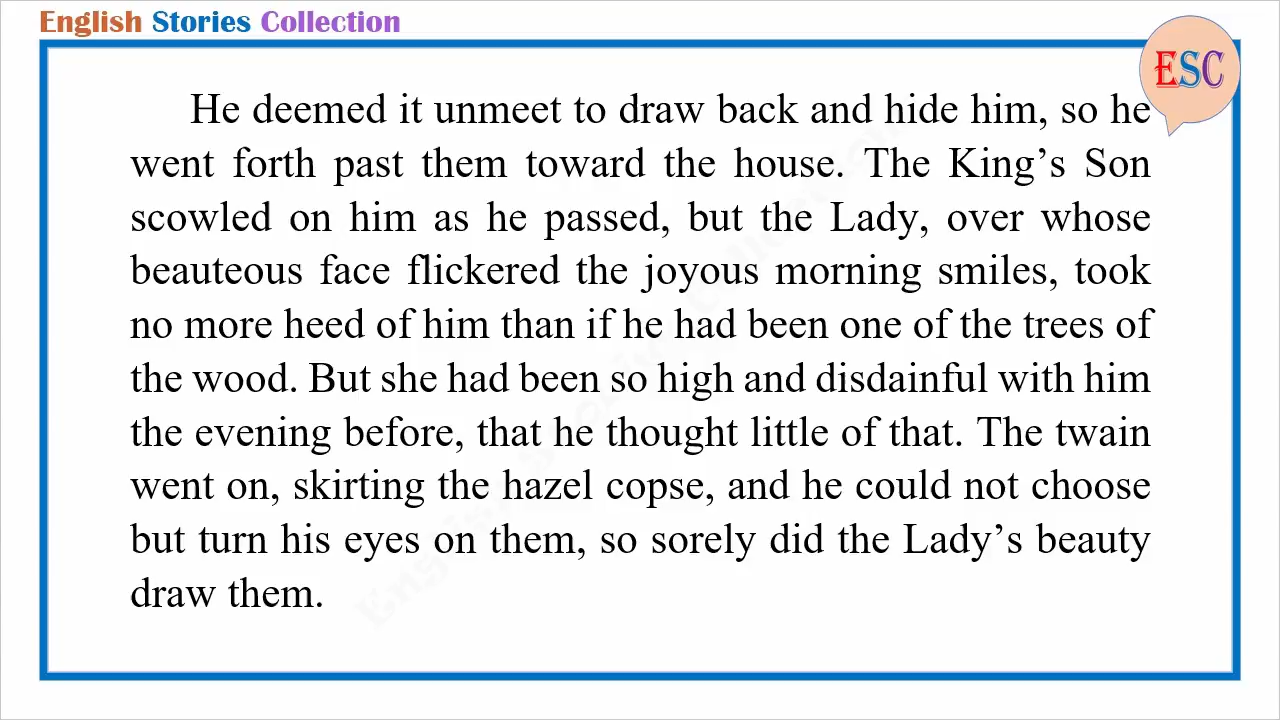 English Stories Collection
ESC
He deemed it unmeet to draw back and hide him, so he
went forth past them toward the house. The King’s Son
scowled on him as he passed, but the Lady, over whose
beauteous face flickered the joyous morning smiles, took
no more heed of him than if he had been one of the trees of
the wood. But she had been so high and disdainful with him
the evening before, that he thought little of that. The twain
went on, skirting the hazel copse, and he could not choose
but turn his eyes on them, so sorely did the Lady’s beauty
draw them.